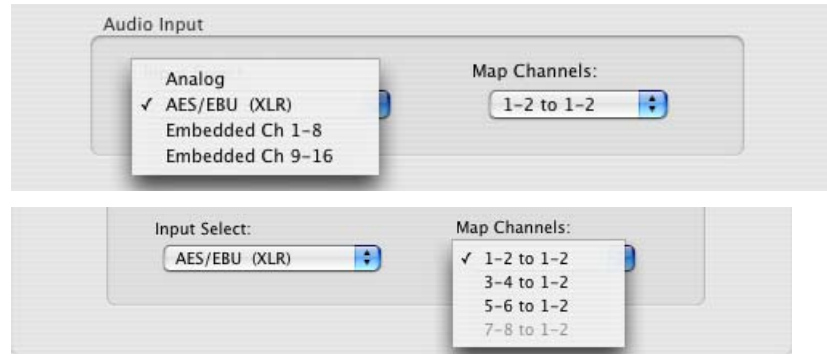 Audio Input
Map Channels:
Analog
✓ AES/EBU (XLR)
1-2 to 1-2
Embedded Ch 1-8
Embedded Ch 9-16
Input Select:
Map Channels:
AES/EBU (XLR)
✓ 1-2 to 1-2
3-4 to 1-2
5-6 to 1-2
7-8 to 1-2